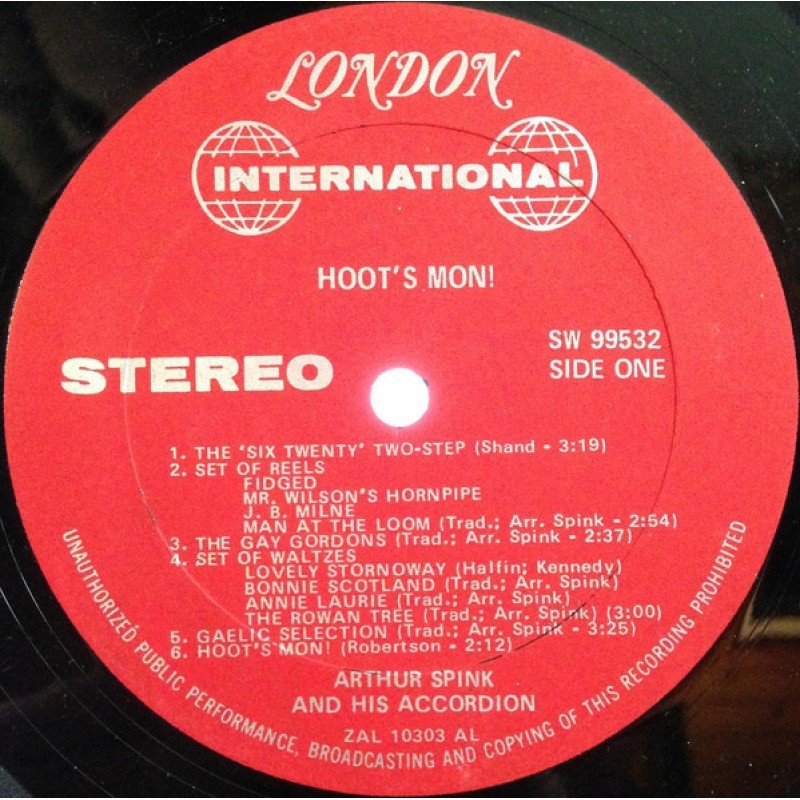 LONDON
INTERNATIONAL
HOOT'S MON!
STEREO
SW 99532
SIDE ONE
1. THE "SIX TWENTY" TWO-STEP (Shand - 3:19)
2. SET OF REELS
FIDGED
MR. WILSON'S HORNPIPE
J. B. MILNE
MAN AT THE LOOM (Trad.; Arr. Spink - 2:54)
3. THE GAY GORDONS (Trad.; Arr. Spink - 2:37)
4. SET OF WALTZES
LOVELY STORNOWAY (Halfin; Kennedy)
BONNIE SCOTLAND (Trad.; Arr. Spink)
ANNIE LAURIE (Trad.; Arr. Spink)
THE ROWAN TREE (Trad.; Arr. Spink) (3:00)
5. GAELIC SELECTION (Trad.; Arr. Spink - 3:25)
6. HOOT'S MON! (Robertson - 2:12)
ARTHUR SPINK
AND HIS ACCORDION
ZAL 10303 AL
UNAUTHORIZED PUBLIC PERFORMANCE, BROADCASTING AND COPYING OF THIS RECORDING PROHIBITED